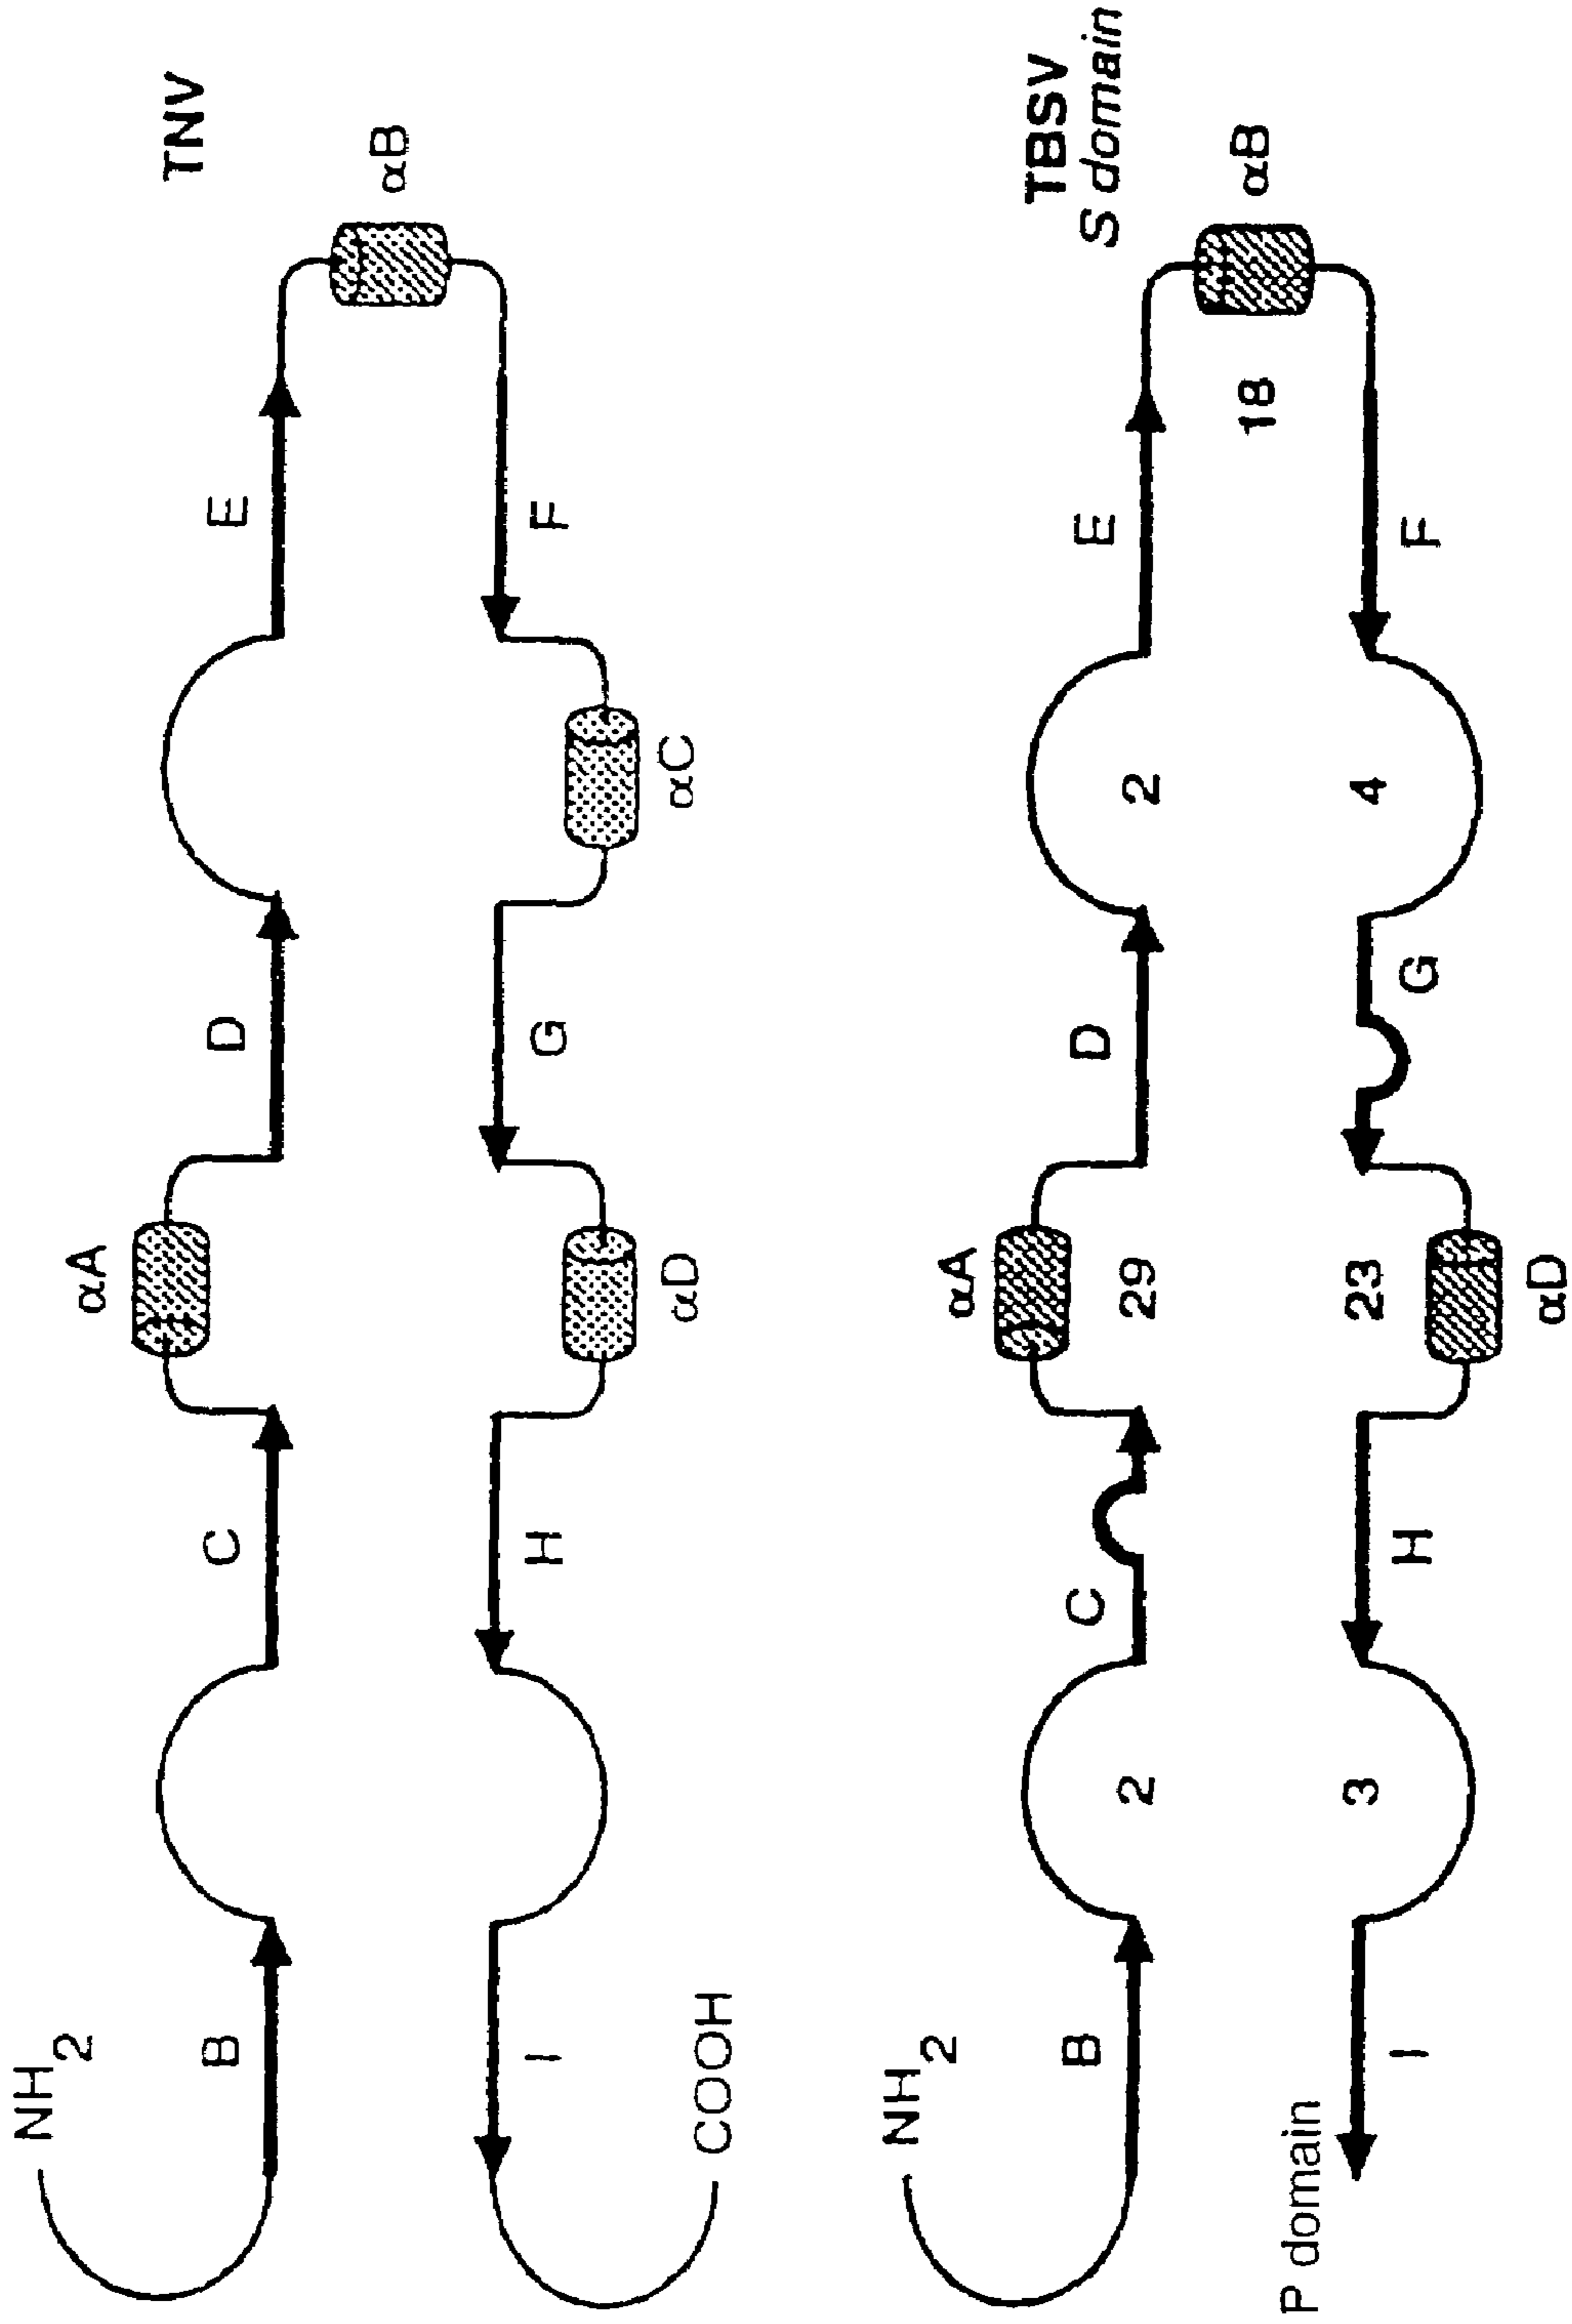 TNV
NH2
B
C
αA
D
E
αB
F
αC
G
αD
H
I
COOH
TBSV
S domain
NH2
B
2
C
αA
29
D
2
E
αB
18
F
4
G
23
αD
H
3
I
P domain